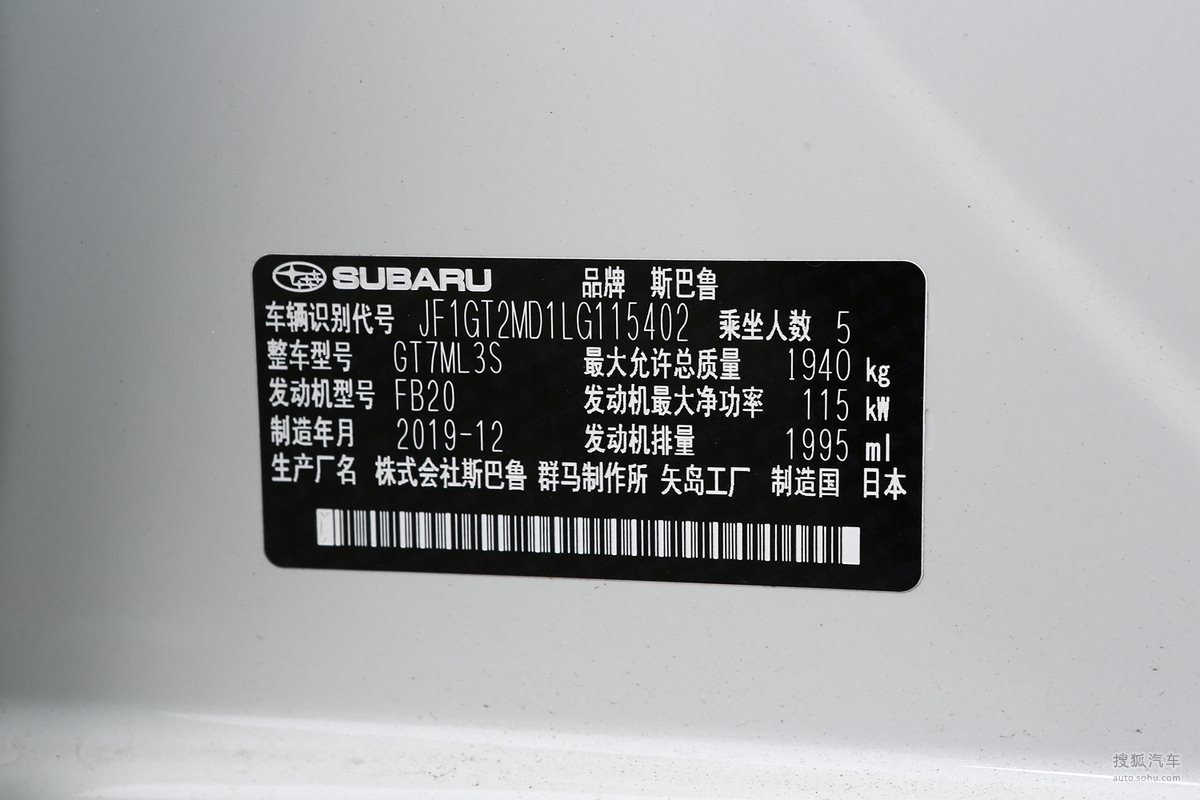 SUBARU 品牌 斯巴鲁
车辆识别代号 JF1GT2MD1LG115402 乘坐人数 5
整车型号 GT7ML3S 最大允许总质量 1940 kg
发动机型号 FB20 发动机最大净功率 115 kW
制造年月 2019-12 发动机排量 1995 ml
生产厂名 株式会社斯巴鲁 群马制作所 矢岛工厂 制造国 日本
搜狐汽车
auto.sohu.com